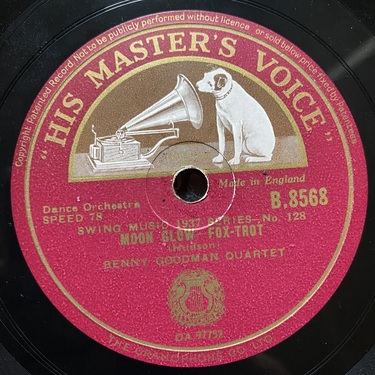 Copyright. Patented Record. Not to be publicly performed without licence or sold below price fixed by Patentees.
"HIS MASTER'S VOICE"
Made in England
Dance Orchestra
SPEED 78
B.8568
SWING MUSIC 1937 SERIES—No. 128
MOON GLOW—FOX-TROT
(Hudson)
BENNY GOODMAN QUARTET
OA 97752
THE GRAMOPHONE CO. LTD.